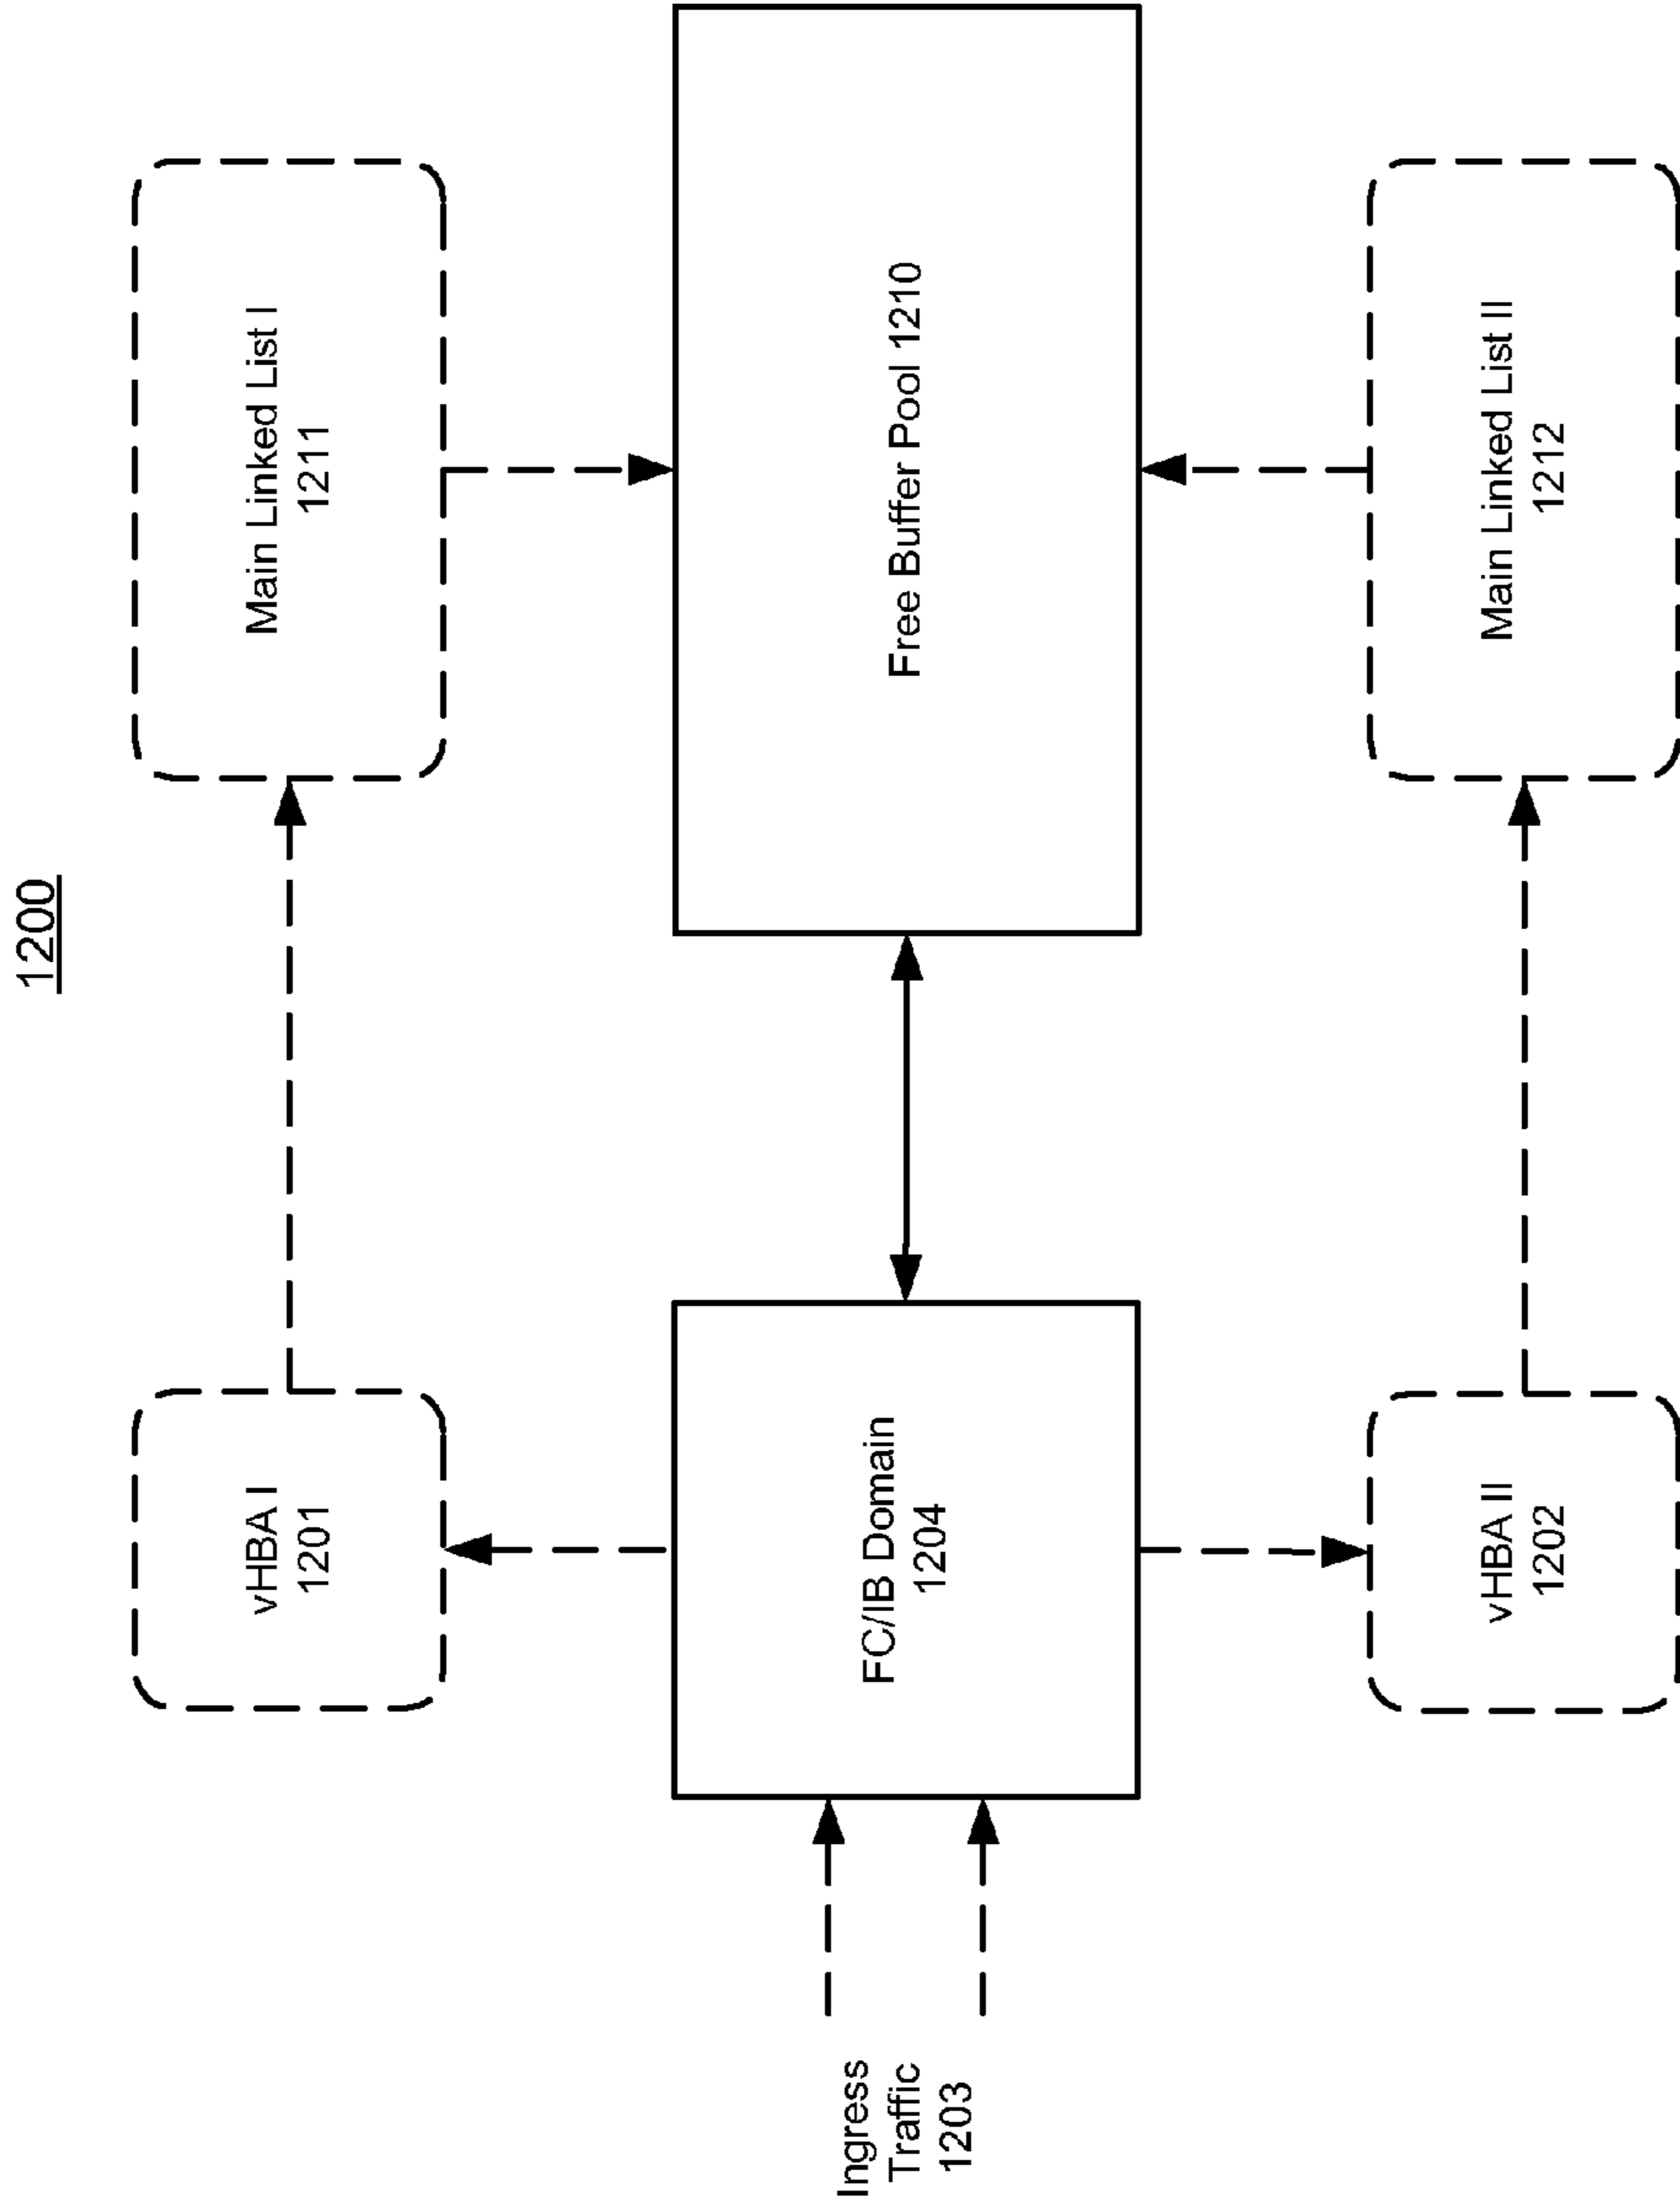 1200
vHBA I
1201
Main Linked List I
1211
Ingress
Traffic
1203
FC/IB Domain
1204
Free Buffer Pool 1210
vHBA II
1202
Main Linked List II
1212